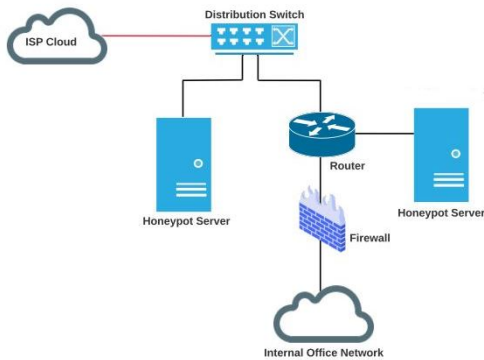 Distribution Switch
ISP Cloud
Router
Honeypot Server
Honeypot Server
Firewall
Internal Office Network